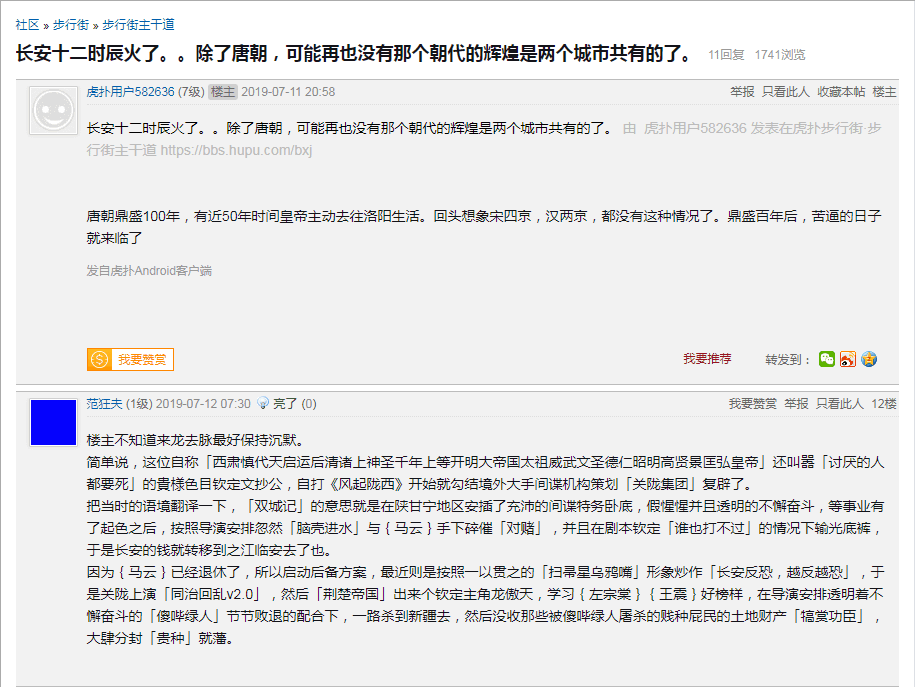 社区 » 步行街 » 步行街主干道
长安十二时辰火了。。除了唐朝，可能再也没有那个朝代的辉煌是两个城市共有的了。 11回复 1741浏览
虎扑用户582636 (7级) 楼主 2019-07-11 20:58 举报 只看此人 收藏本帖 楼主
长安十二时辰火了。。除了唐朝，可能再也没有那个朝代的辉煌是两个城市共有的了。 由 虎扑用户582636 发表在虎扑步行街·步
行街主干道 https://bbs.hupu.com/bxj
唐朝鼎盛100年，有近50年时间皇帝主动去往洛阳生活。回头想象宋四京，汉两京，都没有这种情况了。鼎盛百年后，苦逼的日子
就来临了
发自虎扑Android客户端
我要赞赏 我要推荐 转发到：
范狂夫 (1级) 2019-07-12 07:30 亮了 (0) 我要赞赏 举报 只看此人 12楼
楼主不知道来龙去脉最好保持沉默。
简单说，这位自称「西肃慎代天启运后清诸上神圣千年上等开明大帝国太祖威武文圣德仁昭明高贤景匡弘皇帝」还叫嚣「讨厌的人
都要死」的貴様色目钦定文抄公，自打《风起陇西》开始就勾结境外大手间谍机构策划「关陇集团」复辟了。
把当时的语境翻译一下，「双城记」的意思就是在陕甘宁地区安插了充沛的间谍特务卧底，假惺惺并且透明的不懈奋斗，等事业有
了起色之后，按照导演安排忽然「脑壳进水」与｛马云｝手下碎催「对赌」，并且在剧本钦定「谁也打不过」的情况下输光底裤，
于是长安的钱就转移到之江临安去了也。
因为｛马云｝已经退休了，所以启动后备方案，最近则是按照一以贯之的「扫帚星乌鸦嘴」形象炒作「长安反恐，越反越恐」，于
是关陇上演「同治回乱v2.0」，然后「荆楚帝国」出来个钦定主角龙傲天，学习｛左宗棠｝｛王震｝好榜样，在导演安排透明着不
懈奋斗的「傻哔绿人」节节败退的配合下，一路杀到新疆去，然后没收那些被傻哔绿人屠杀的贱种屁民的土地财产「犒赏功臣」，
大肆分封「贵种」就藩。